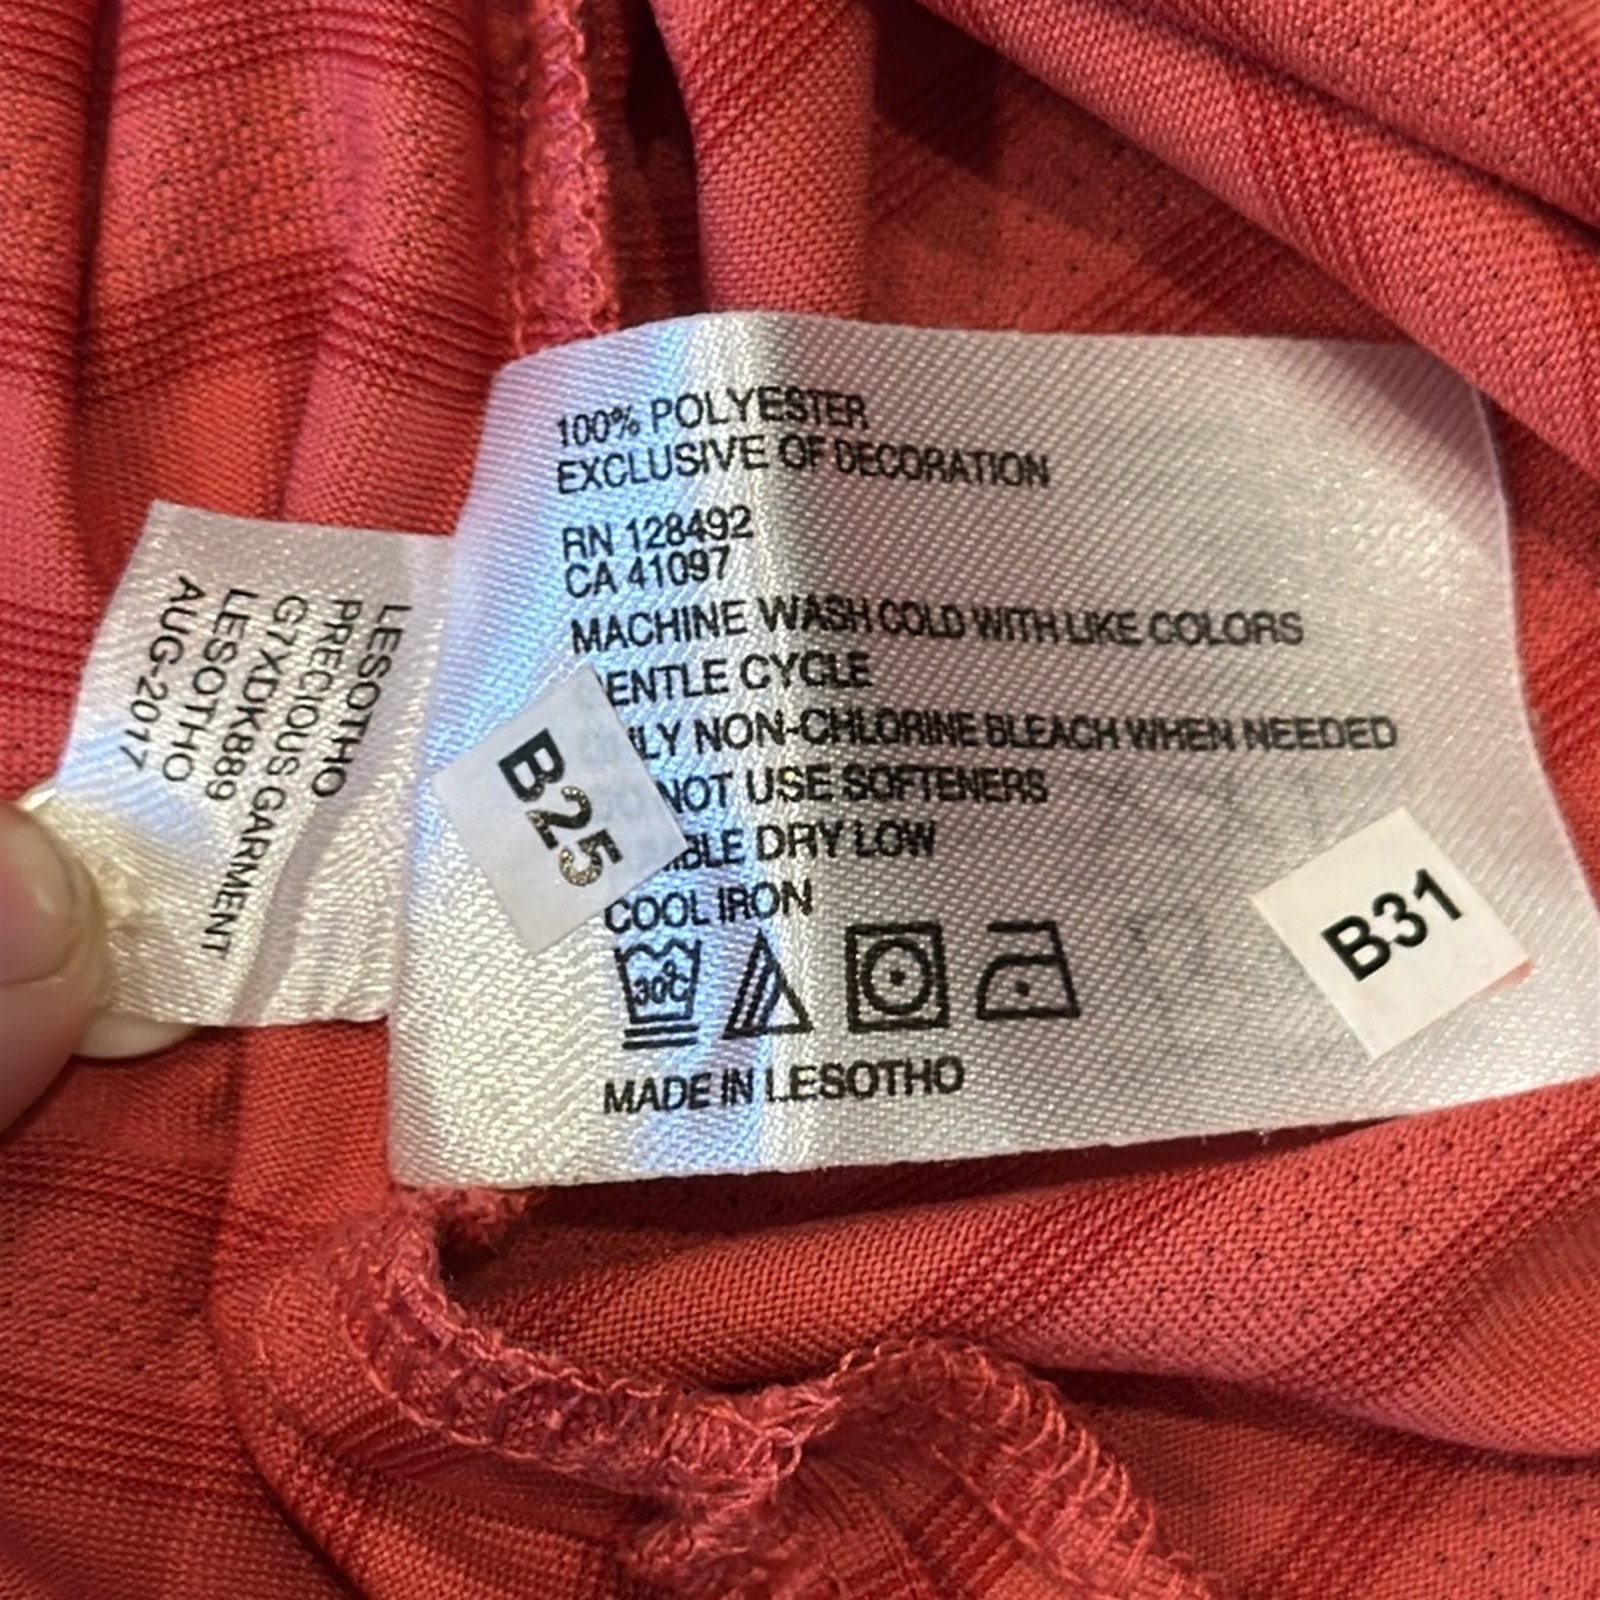 100% POLYESTER
EXCLUSIVE OF DECORATION
RN 128492
CA 41097
MACHINE WASH COLD WITH LIKE COLORS
ENTLE CYCLE
LY NON-CHLORINE BLEACH WHEN NEEDED
NOT USE SOFTENERS
BLE DRY LOW
COOL IRON
30°C
MADE IN LESOTHO
B25
B31
LESOTHO
PRECIOUS GARMENT
G7XDK889
LESOTHO
AUG-2017